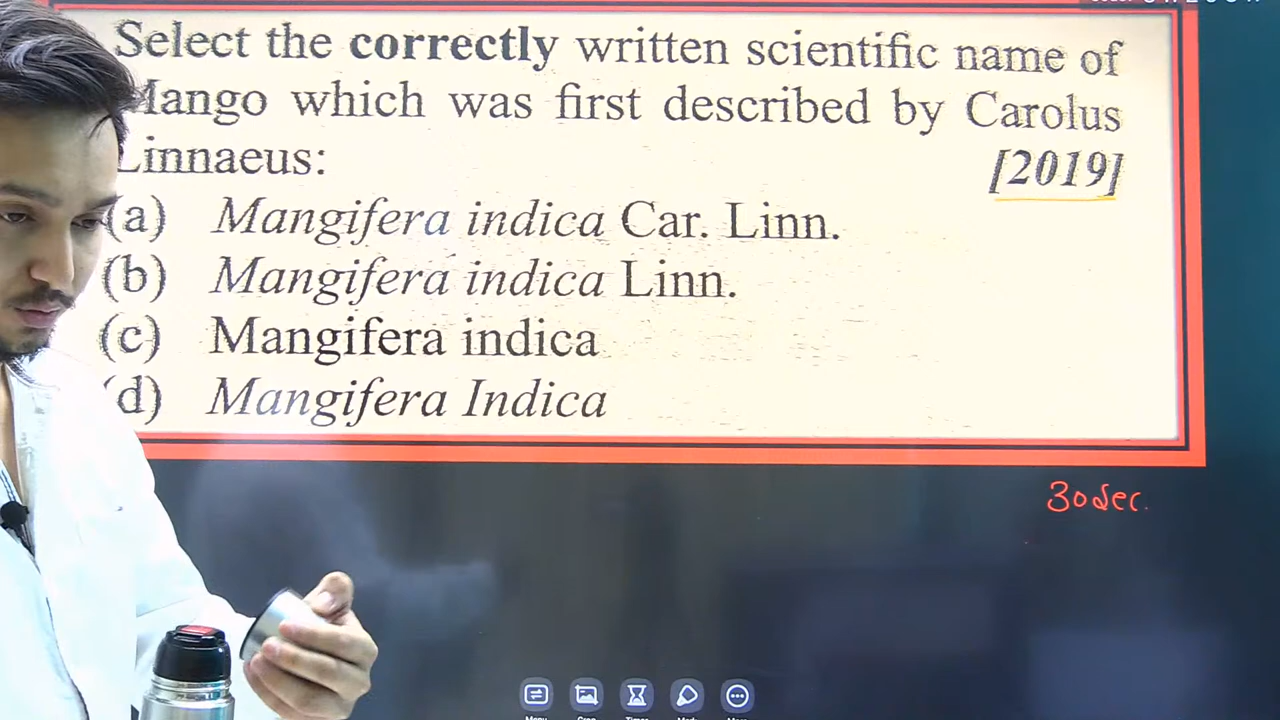 Select the correctly written scientific name of
Mango which was first described by Carolus
Linnaeus:
[2019]
(a) Mangifera indica Car. Linn.
(b) Mangifera indica Linn.
(c) Mangifera indica
(d) Mangifera Indica
30 Sec.